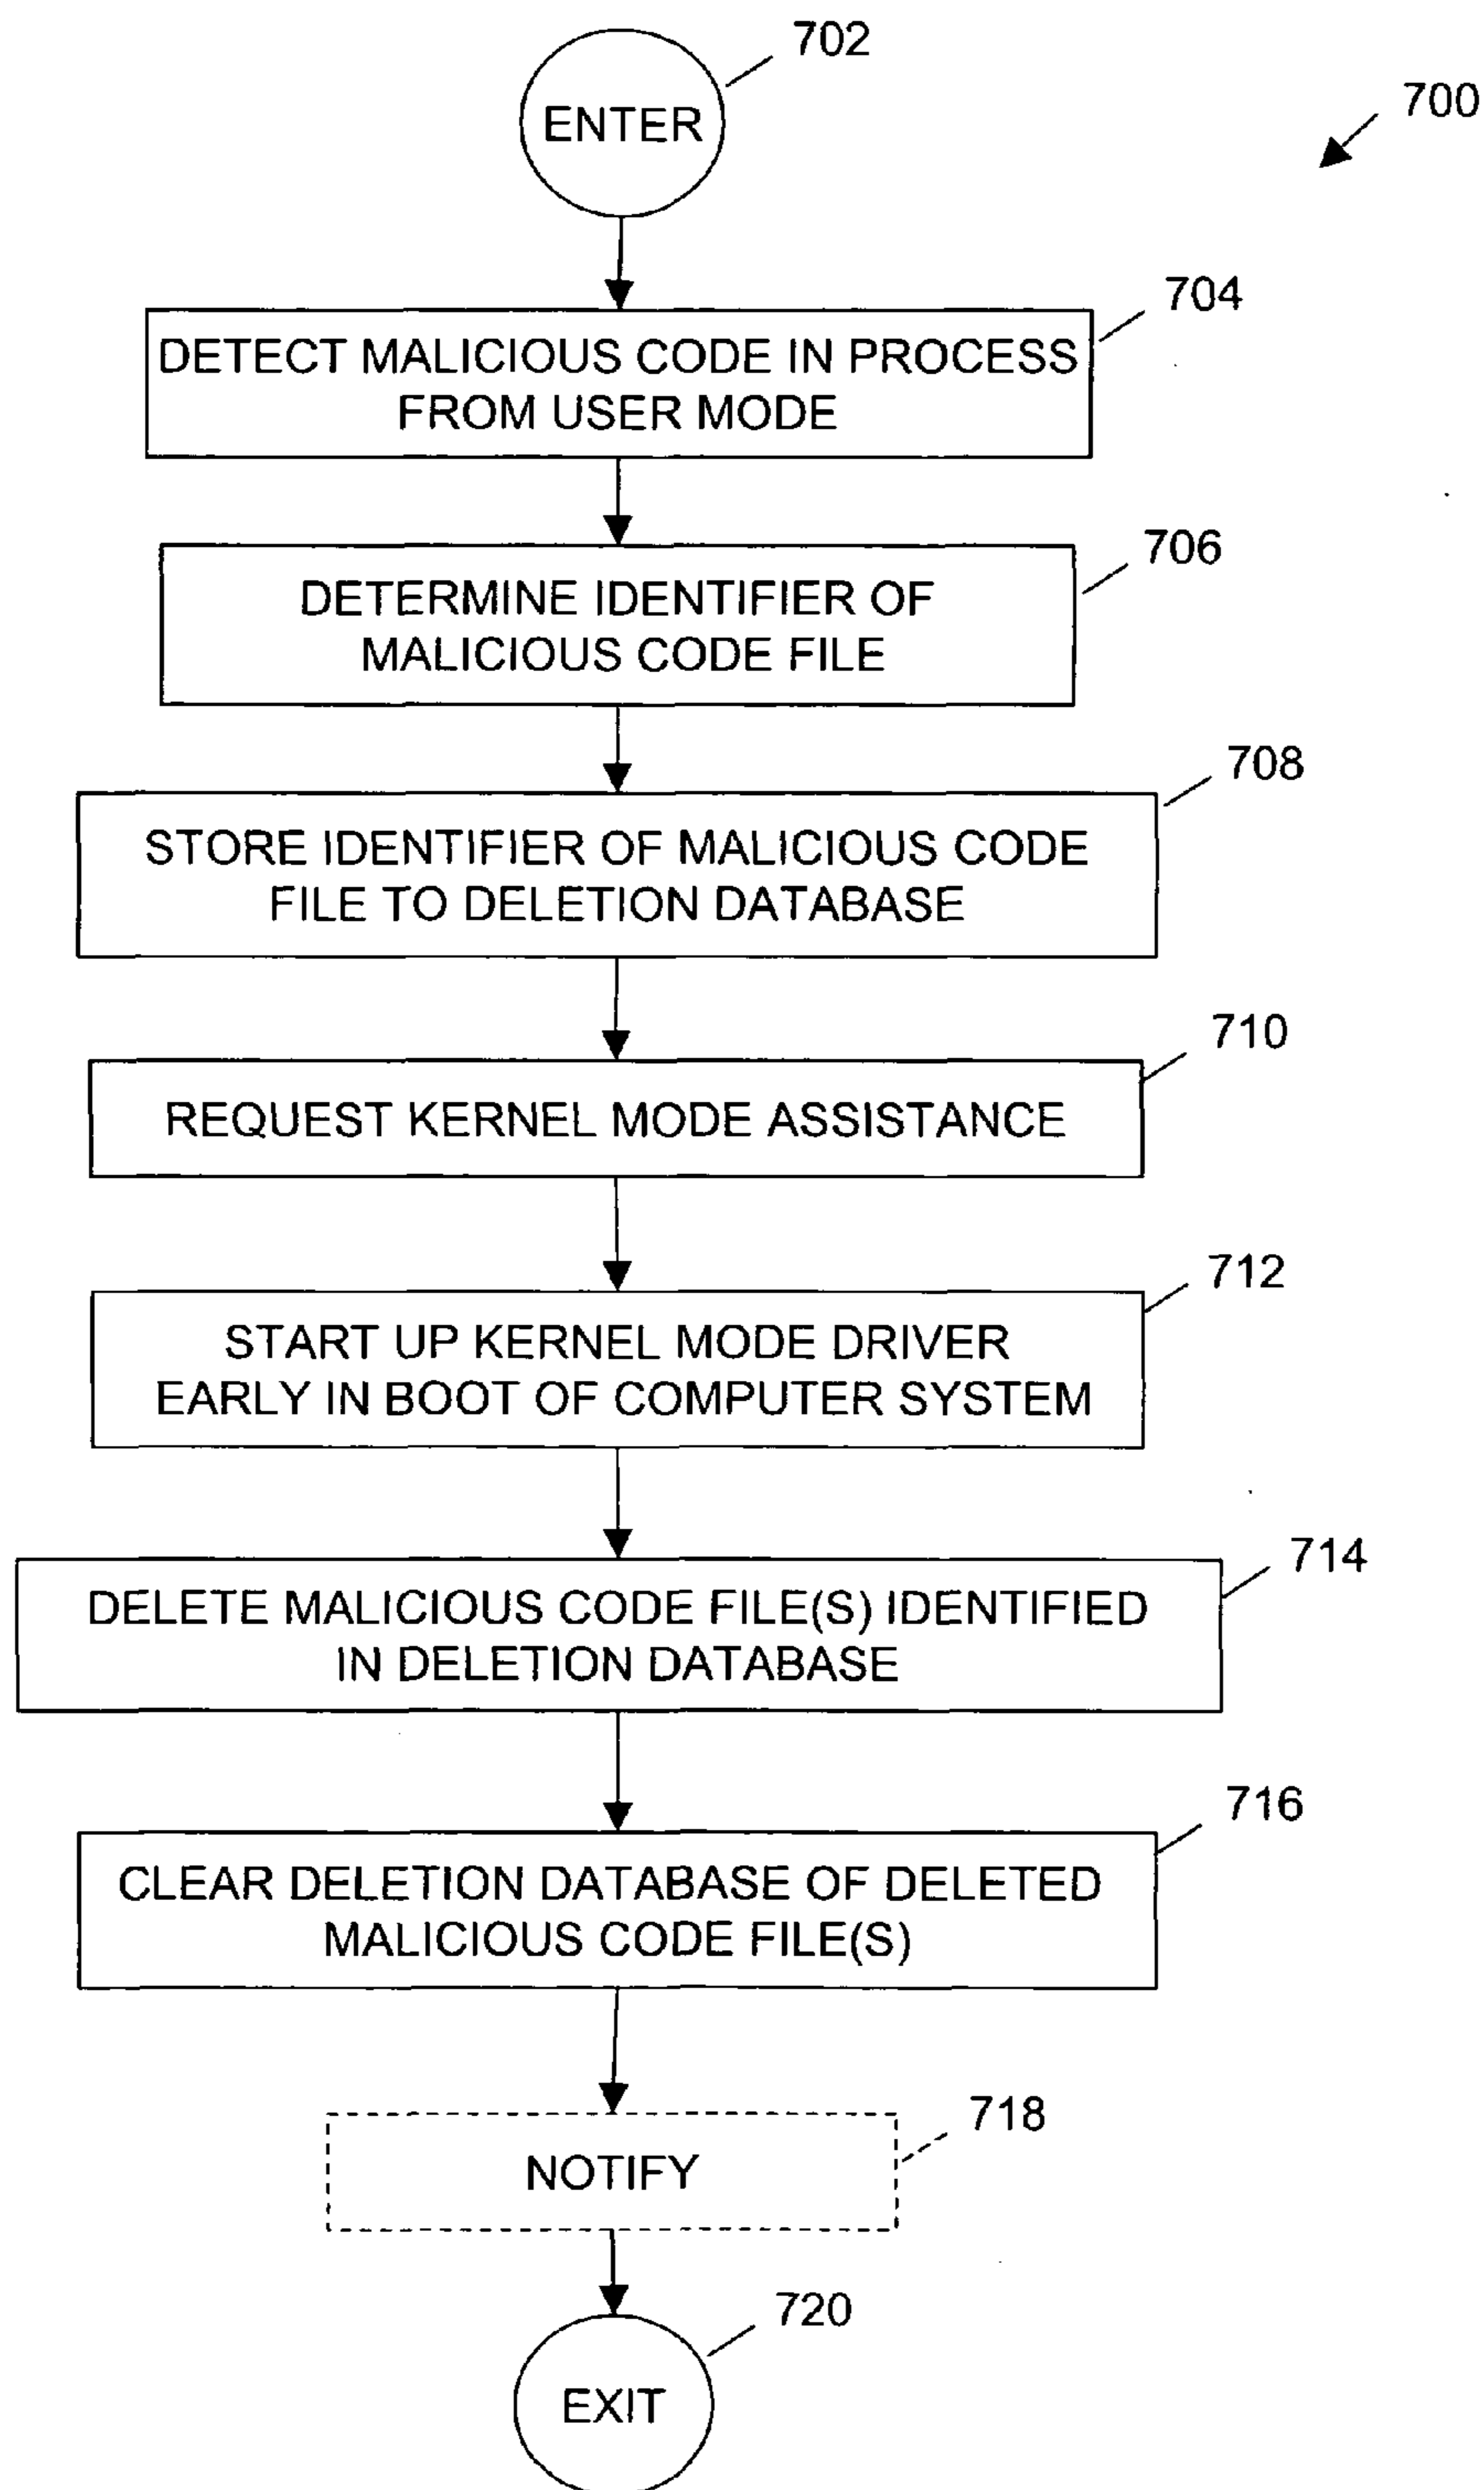 702
ENTER
700
704
DETECT MALICIOUS CODE IN PROCESS
FROM USER MODE
706
DETERMINE IDENTIFIER OF
MALICIOUS CODE FILE
708
STORE IDENTIFIER OF MALICIOUS CODE
FILE TO DELETION DATABASE
710
REQUEST KERNEL MODE ASSISTANCE
712
START UP KERNEL MODE DRIVER
EARLY IN BOOT OF COMPUTER SYSTEM
714
DELETE MALICIOUS CODE FILE(S) IDENTIFIED
IN DELETION DATABASE
716
CLEAR DELETION DATABASE OF DELETED
MALICIOUS CODE FILE(S)
718
NOTIFY
720
EXIT